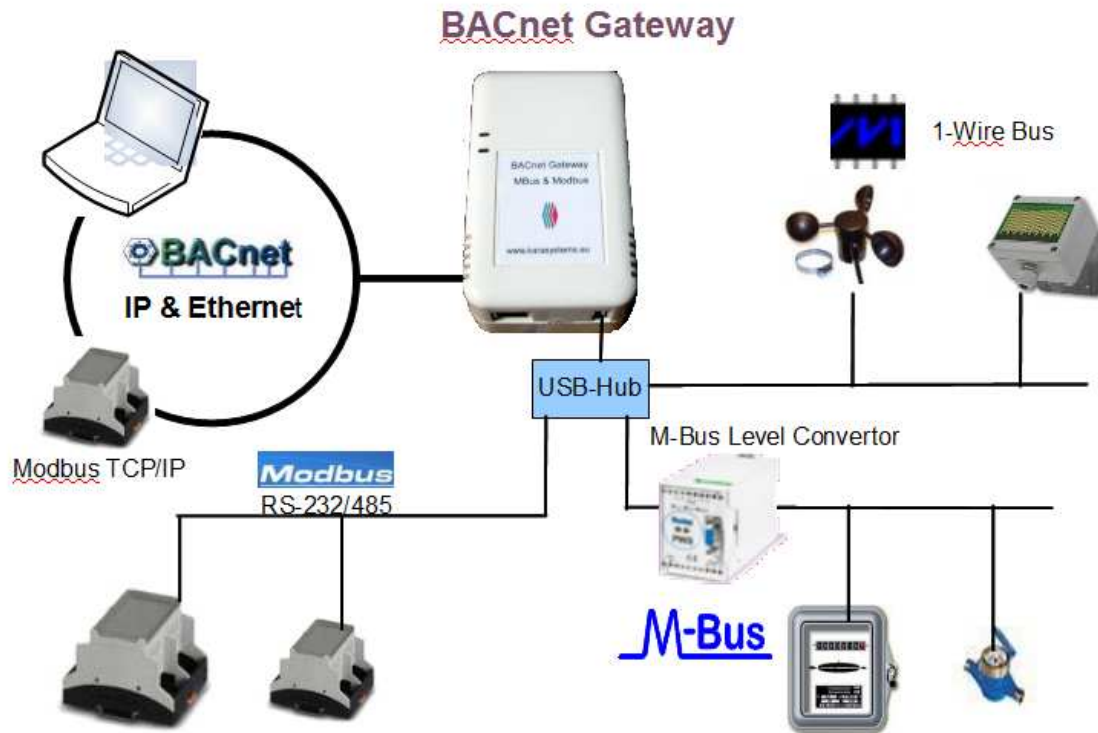 BACnet Gateway
1-Wire Bus
BACnet Gateway
MBus & Modbus
www.karasystems.eu
BACnet
IP & Ethernet
USB-Hub
Modbus TCP/IP
M-Bus Level Convertor
Modbus
RS-232/485
M-Bus